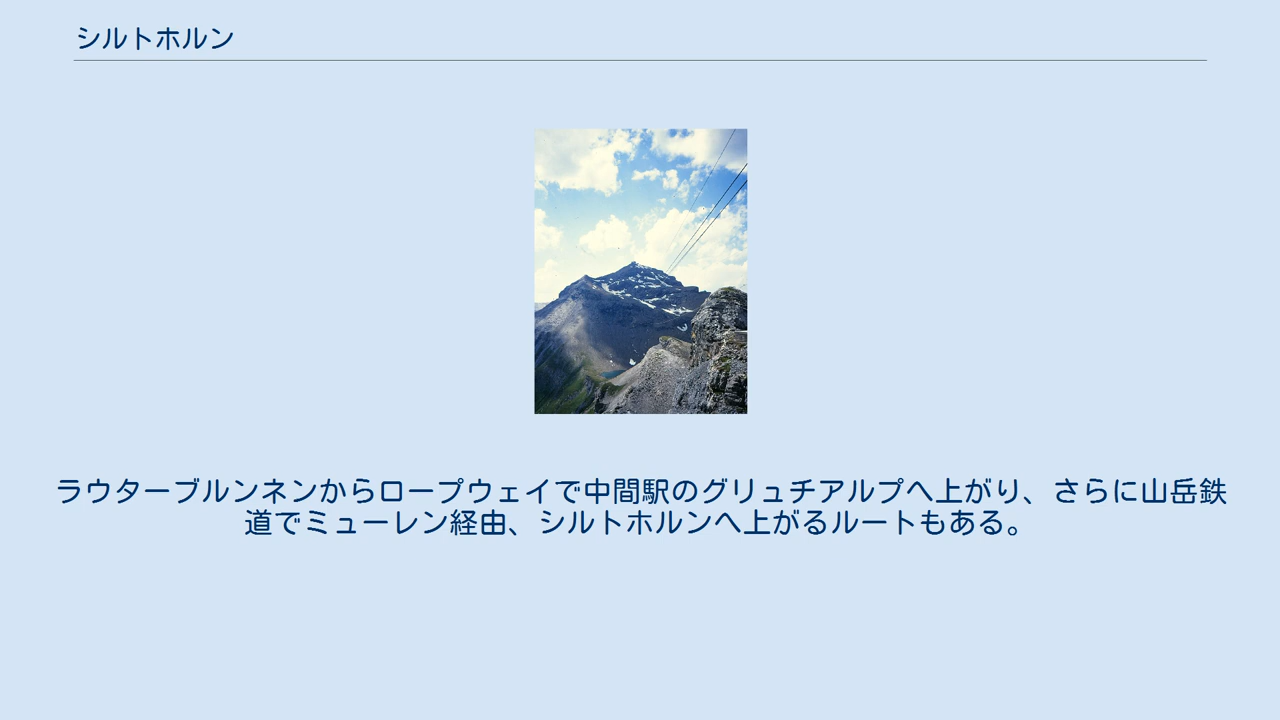 シルトホルン
ラウターブルンネンからロープウェイで中間駅のグリュチアルプへ上がり、さらに山岳鉄
道でミューレン経由、シルトホルンへ上がるルートもある。